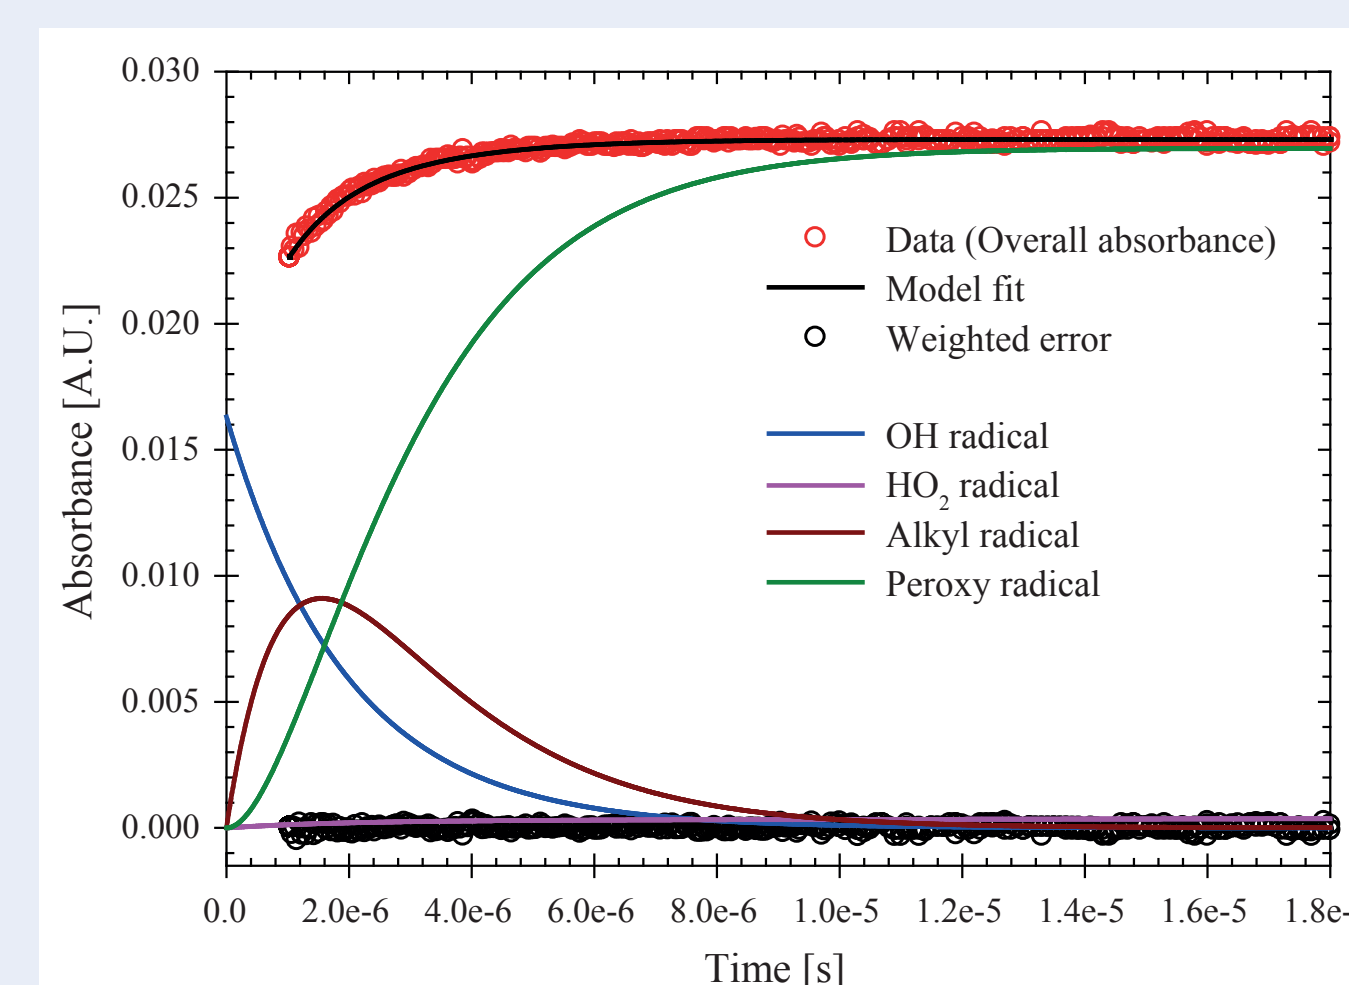 0.030
0.025
0.020
0.015
0.010
0.005
0.000
Absorbance [A.U.]
Data (Overall absorbance)
Model fit
Weighted error
OH radical
HO₂ radical
Alkyl radical
Peroxy radical
0.0 2.0e-6 4.0e-6 6.0e-6 8.0e-6 1.0e-5 1.2e-5 1.4e-5 1.6e-5 1.8e-
Time [s]